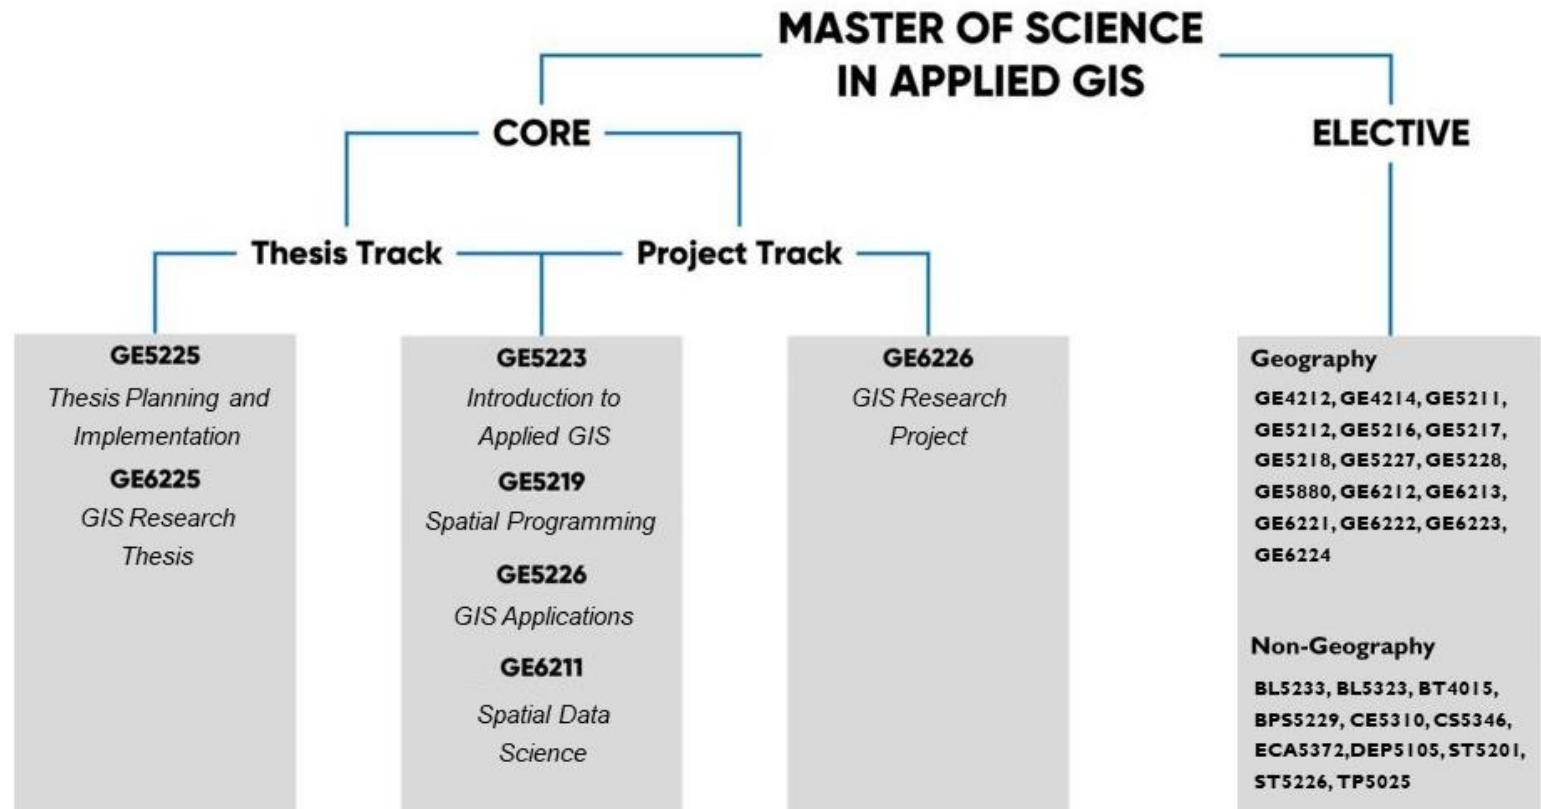 MASTER OF SCIENCE
IN APPLIED GIS
CORE
ELECTIVE
Thesis Track
Project Track
GE5225
Thesis Planning and
Implementation
GE6225
GIS Research
Thesis
GE5223
Introduction to
Applied GIS
GE5219
Spatial Programming
GE5226
GIS Applications
GE6211
Spatial Data
Science
GE6226
GIS Research
Project
Geography
GE4212, GE4214, GE5211,
GE5212, GE5216, GE5217,
GE5218, GE5227, GE5228,
GE5880, GE6212, GE6213,
GE6221, GE6222, GE6223,
GE6224
Non-Geography
BL5233, BL5323, BT4015,
BPS5229, CE5310, CS5346,
ECA5372,DEP5105, ST5201,
ST5226, TP5025